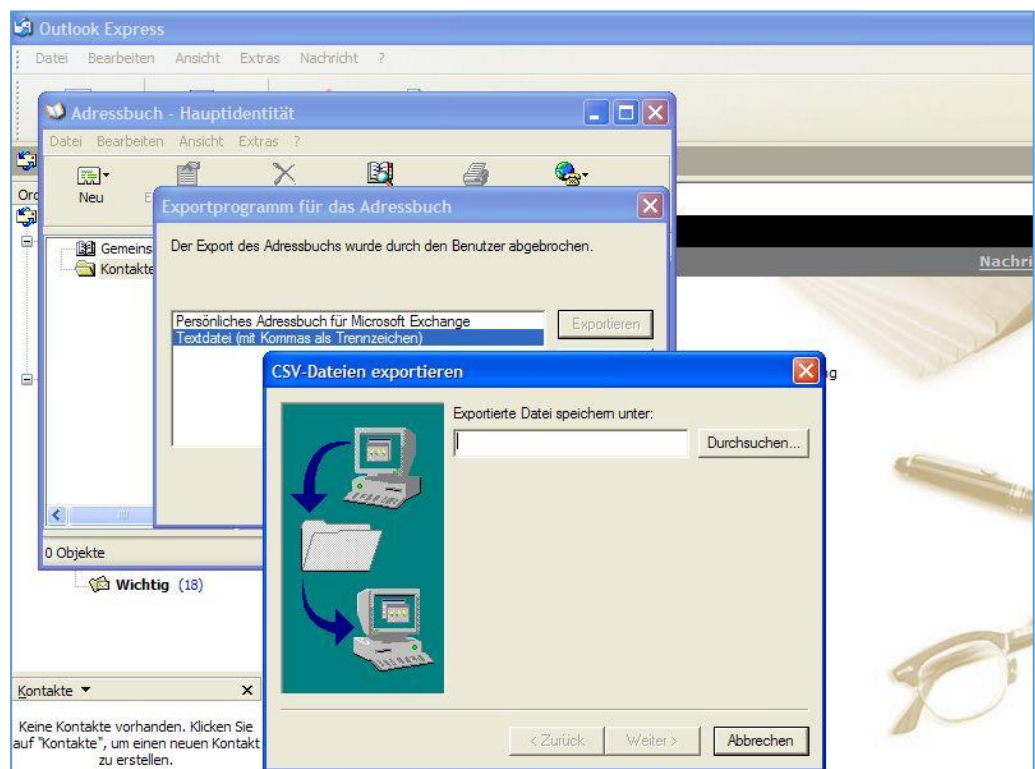 Outlook Express
Datei Bearbeiten Ansicht Extras Nachricht ?
Adressbuch - Hauptidentität
Datei Bearbeiten Ansicht Extras ?
Neu
Exportprogramm für das Adressbuch
Der Export des Adressbuchs wurde durch den Benutzer abgebrochen.
Gemeins
Kontakte
Nachri
Persönliches Adressbuch für Microsoft Exchange
Textdatei (mit Kommas als Trennzeichen)
Exportieren
CSV-Dateien exportieren
Exportierte Datei speichern unter:
Durchsuchen...
0 Objekte
Wichtig (18)
Kontakte
Keine Kontakte vorhanden. Klicken Sie
auf "Kontakte", um einen neuen Kontakt
zu erstellen.
< Zurück Weiter > Abbrechen